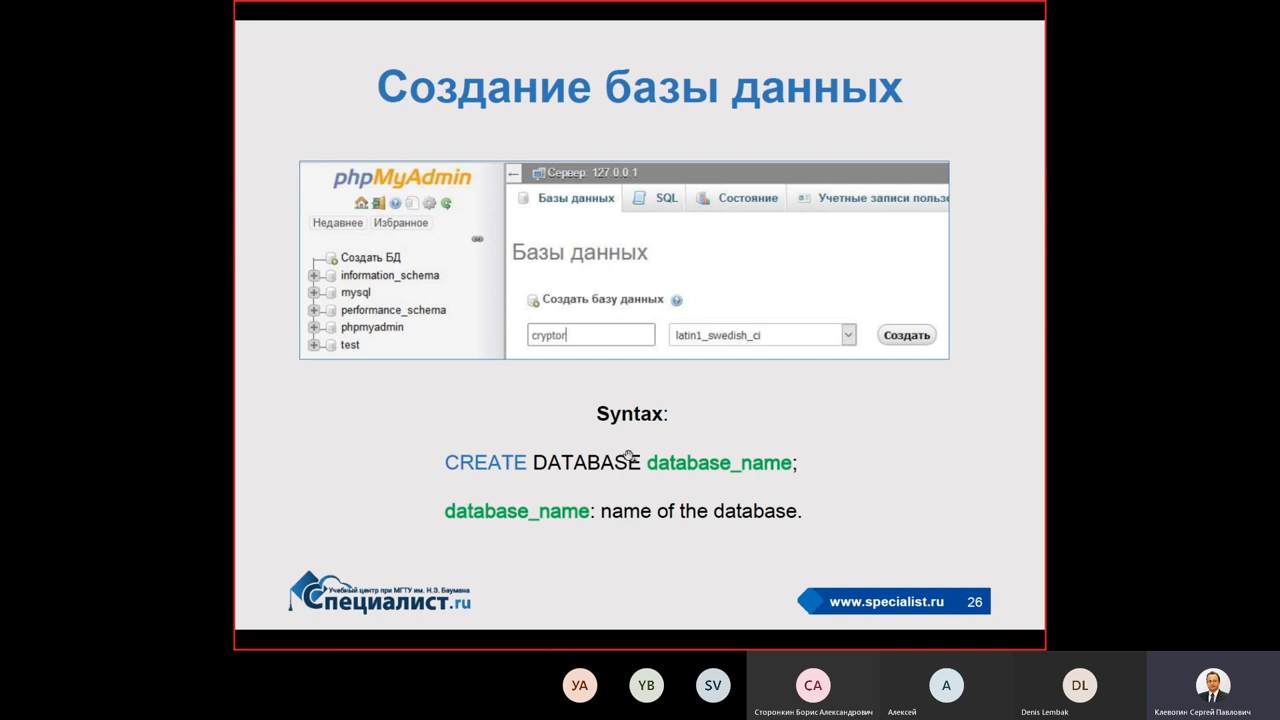 Создание базы данных
phpMyAdmin
Недавнее Избранное
Создать БД
information_schema
mysql
performance_schema
phpmyadmin
test
Сервер: 127.0.0.1
Базы данных SQL Состояние Учетные записи пользо
Базы данных
Создать базу данных
cryptor latin1_swedish_ci Создать
Syntax:
CREATE DATABASE database_name;
database_name: name of the database.
Учебный центр при МГТУ им. Н.Э. Баумана
Специалист.ru
www.specialist.ru 26
УА YB SV СА А DL
Сторонкин Борис Александрович Алексей Denis Lembak Клевогин Сергей Павлович